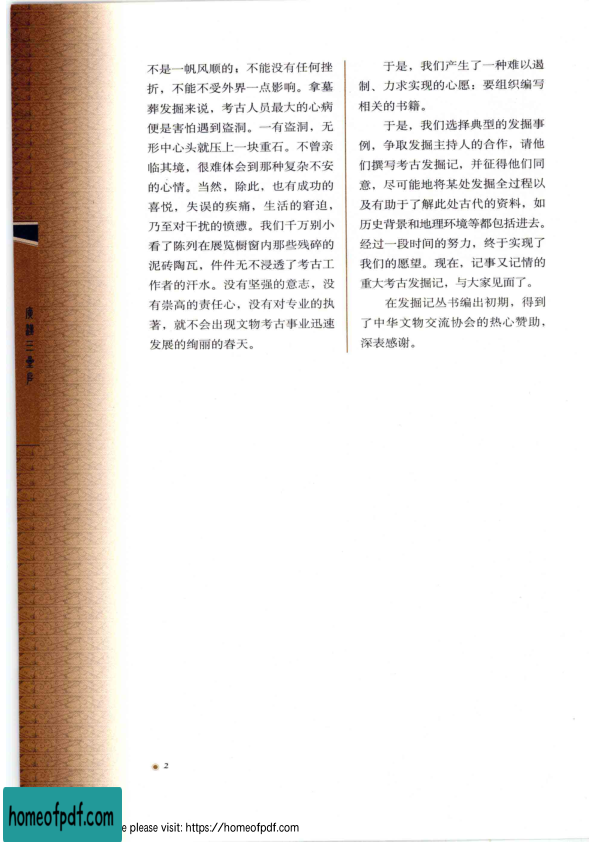 不是一帆风顺的；不能没有任何挫
折，不能不受外界一点影响。拿墓
葬发掘来说，考古人员最大的心病
便是害怕遇到盗洞。一有盗洞，无
形中心头就压上一块重石。不曾亲
临其境，很难体会到那种复杂不安
的心情。当然，除此，也有成功的
喜悦，失误的疾痛，生活的窘迫，
乃至对干扰的愤懑。我们千万别小
看了陈列在展览橱窗内那些残碎的
泥砖陶瓦，件件无不浸透了考古工
作者的汗水。没有坚强的意志，没
有崇高的责任心，没有对专业的执
著，就不会出现文物考古事业迅速
发展的绚丽的春天。
于是，我们产生了一种难以遏
制、力求实现的心愿：要组织编写
相关的书籍。
于是，我们选择典型的发掘事
例，争取发掘主持人的合作，请他
们撰写考古发掘记，并征得他们同
意，尽可能地将某处发掘全过程以
及有助于了解此处古代的资料，如
历史背景和地理环境等都包括进去。
经过一段时间的努力，终于实现了
我们的愿望。现在，记事又记情的
重大考古发掘记，与大家见面了。
在发掘记丛书编出初期，得到
了中华文物交流协会的热心赞助，
深表感谢。
2
homeofpdf.com
e please visit: https://homeofpdf.com